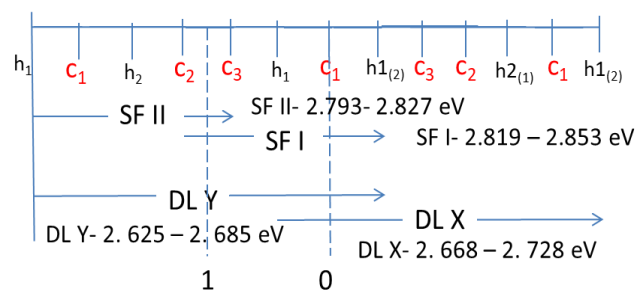 h1 c1 h2 c2 c3 h1 c1 h1(2) c3 c2 h2(1) c1 h1(2)
SF II SF II- 2.793- 2.827 eV
SF I SF I- 2.819 – 2.853 eV
DL Y
DL X
DL Y- 2. 625 – 2. 685 eV
DL X- 2. 668 – 2. 728 eV
1 0